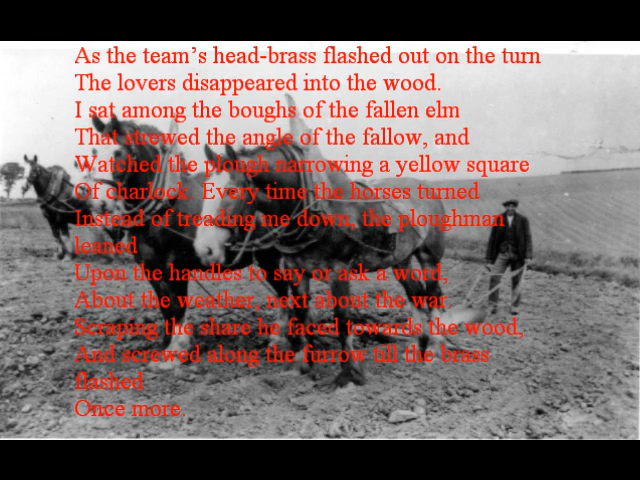 As the team’s head-brass flashed out on the turn
The lovers disappeared into the wood.
I sat among the boughs of the fallen elm
That strewed the angle of the fallow, and
Watched the plough narrowing a yellow square
Of charlock. Every time the horses turned
Instead of treading me down, the ploughman
leaned
Upon the handles to say or ask a word,
About the weather, next about the war.
Scraping the share he faced towards the wood,
And screwed along the furrow till the brass
flashed
Once more.